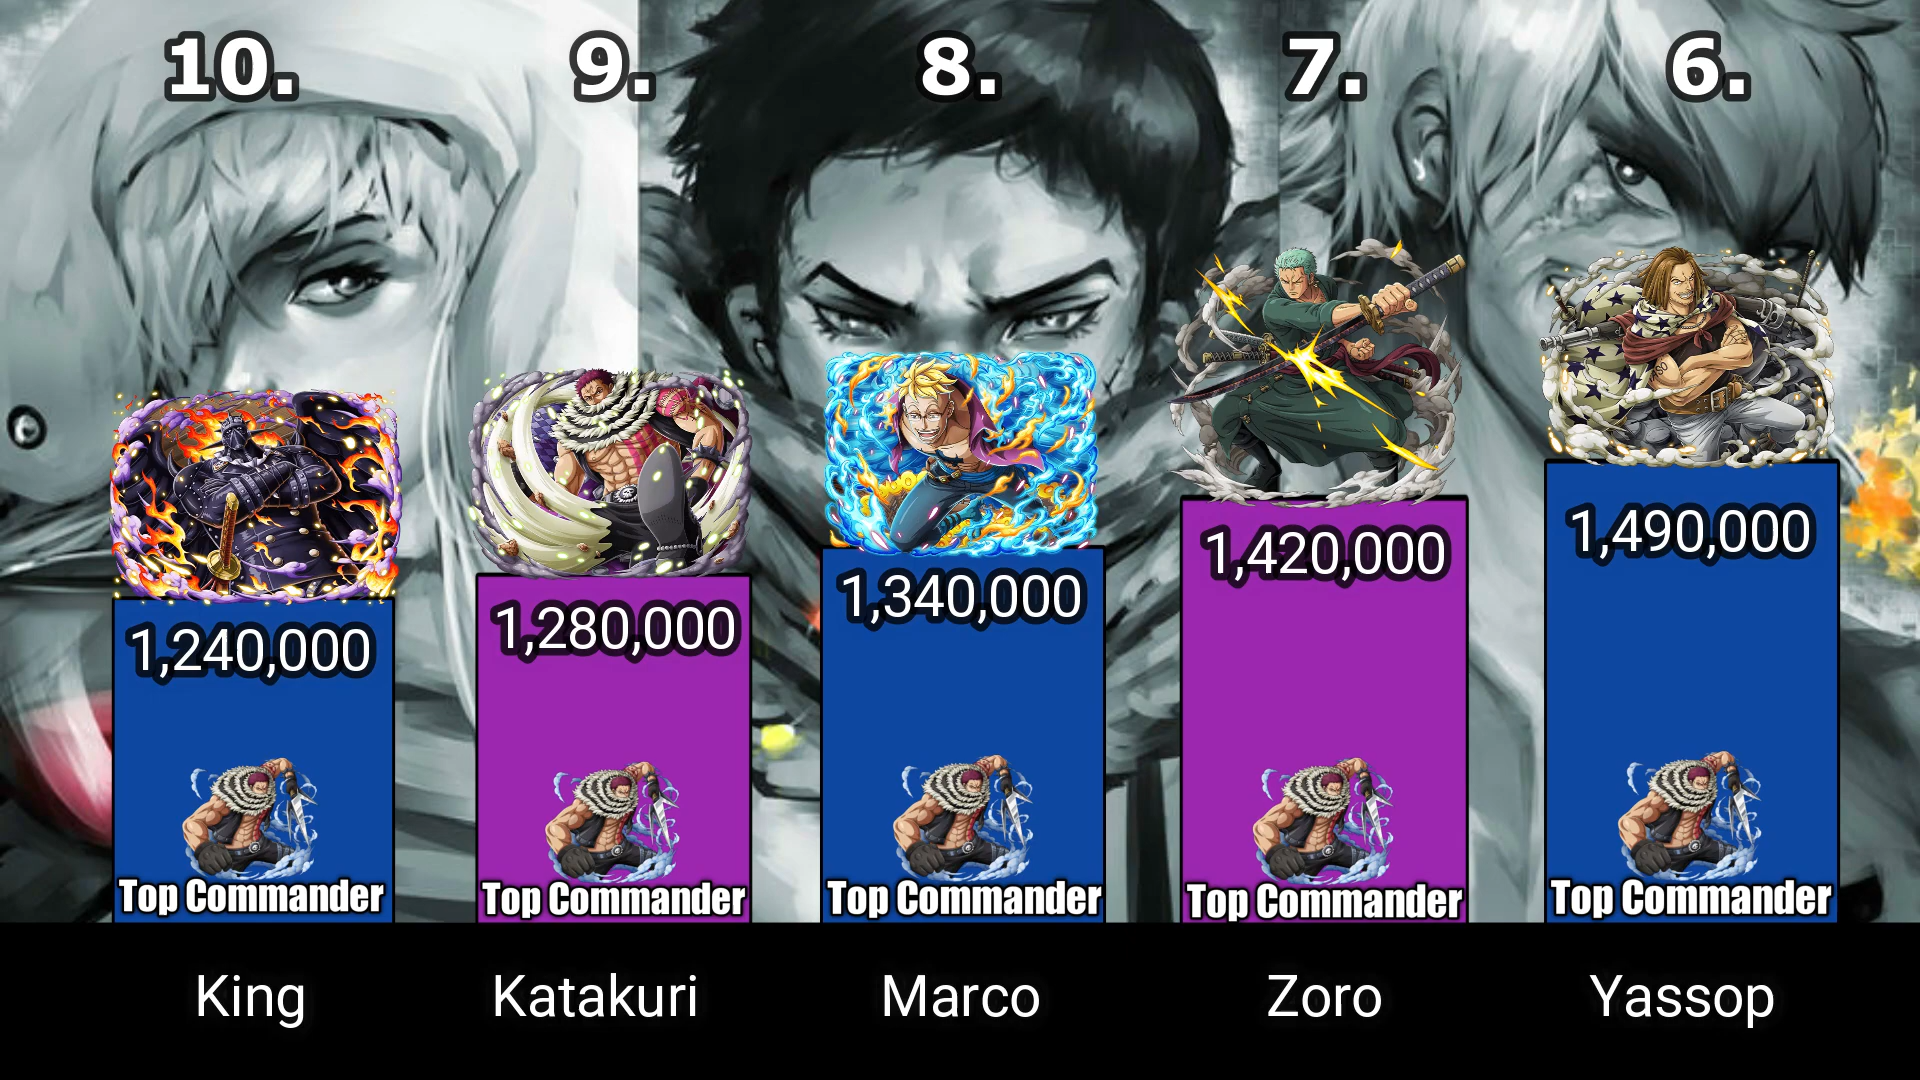 10.
9.
8.
7.
6.
1,240,000
1,280,000
1,340,000
1,420,000
1,490,000
Top Commander
Top Commander
Top Commander
Top Commander
Top Commander
King
Katakuri
Marco
Zoro
Yassop